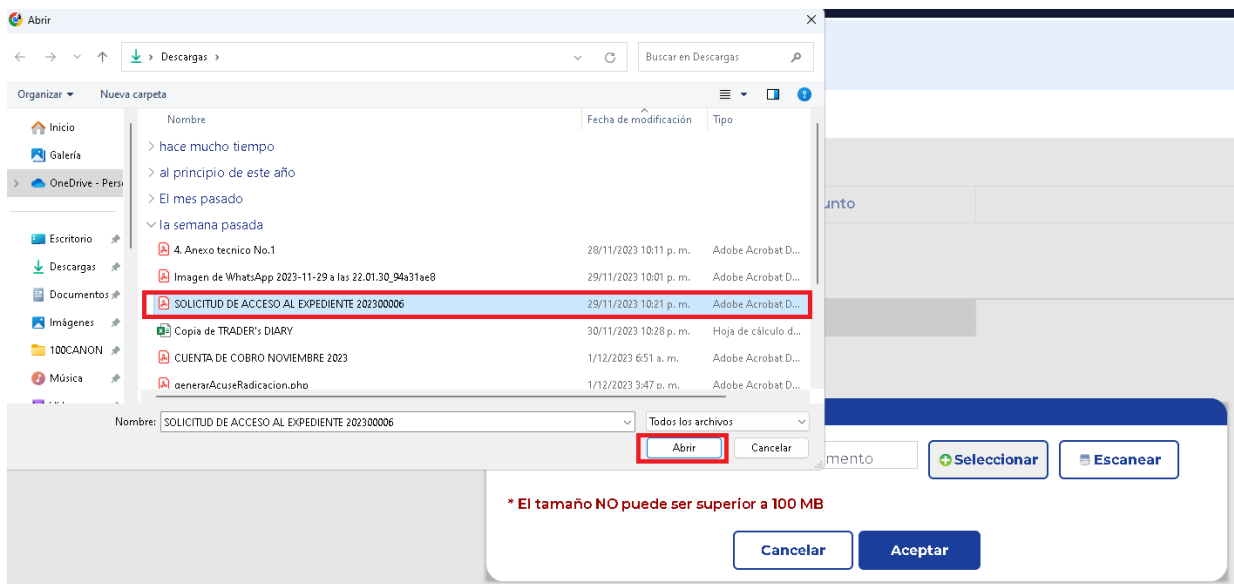 Abrir
Descargas
Buscar en Descargas
Organizar
Nueva carpeta
Nombre
Fecha de modificación
Tipo
Inicio
Galería
OneDrive - Pers
Escritorio
Descargas
Documentos
Imágenes
100CANON
Música
hace mucho tiempo
al principio de este año
El mes pasado
la semana pasada
4. Anexo tecnico No.1 28/11/2023 10:11 p. m. Adobe Acrobat D...
Imagen de WhatsApp 2023-11-29 a las 22.01.30_94a31ae8 29/11/2023 10:01 p. m. Adobe Acrobat D...
SOLICITUD DE ACCESO AL EXPEDIENTE 202300006 29/11/2023 10:21 p. m. Adobe Acrobat D...
Copia de TRADER's DIARY 30/11/2023 10:28 p. m. Hoja de cálculo d...
CUENTA DE COBRO NOVIEMBRE 2023 1/12/2023 6:51 a. m. Adobe Acrobat D...
generarAcuseRadicacion.php 1/12/2023 3:47 p. m. Adobe Acrobat D...
Nombre: SOLICITUD DE ACCESO AL EXPEDIENTE 202300006
Todos los archivos
Abrir
Cancelar
unto
mento
Seleccionar
Escanear
* El tamaño NO puede ser superior a 100 MB
Cancelar
Aceptar